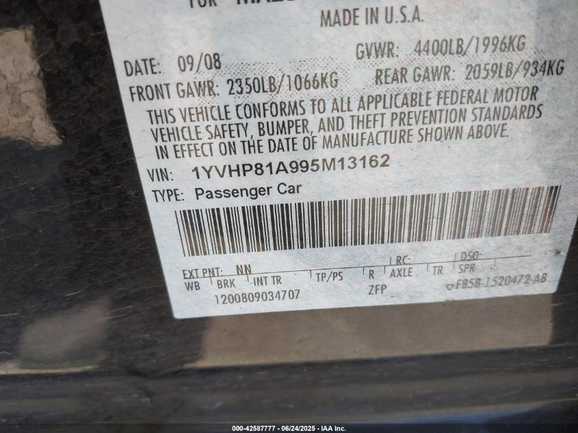 FOR
MADE IN U.S.A.
DATE: 09/08 GVWR: 4400LB/1996KG
FRONT GAWR: 2350LB/1066KG REAR GAWR: 2059LB/934KG
THIS VEHICLE CONFORMS TO ALL APPLICABLE FEDERAL MOTOR
VEHICLE SAFETY, BUMPER, AND THEFT PREVENTION STANDARDS
IN EFFECT ON THE DATE OF MANUFACTURE SHOWN ABOVE.
VIN: 1YVHP81A995M13162
TYPE: Passenger Car
EXT PNT: NN RC: DSO:
WB BRK INT TR TP/PS R AXLE TR SPR
1200809034707 ZFP F85B-1520472-AB
000-42587777 - 06/24/2025 - IAA Inc.